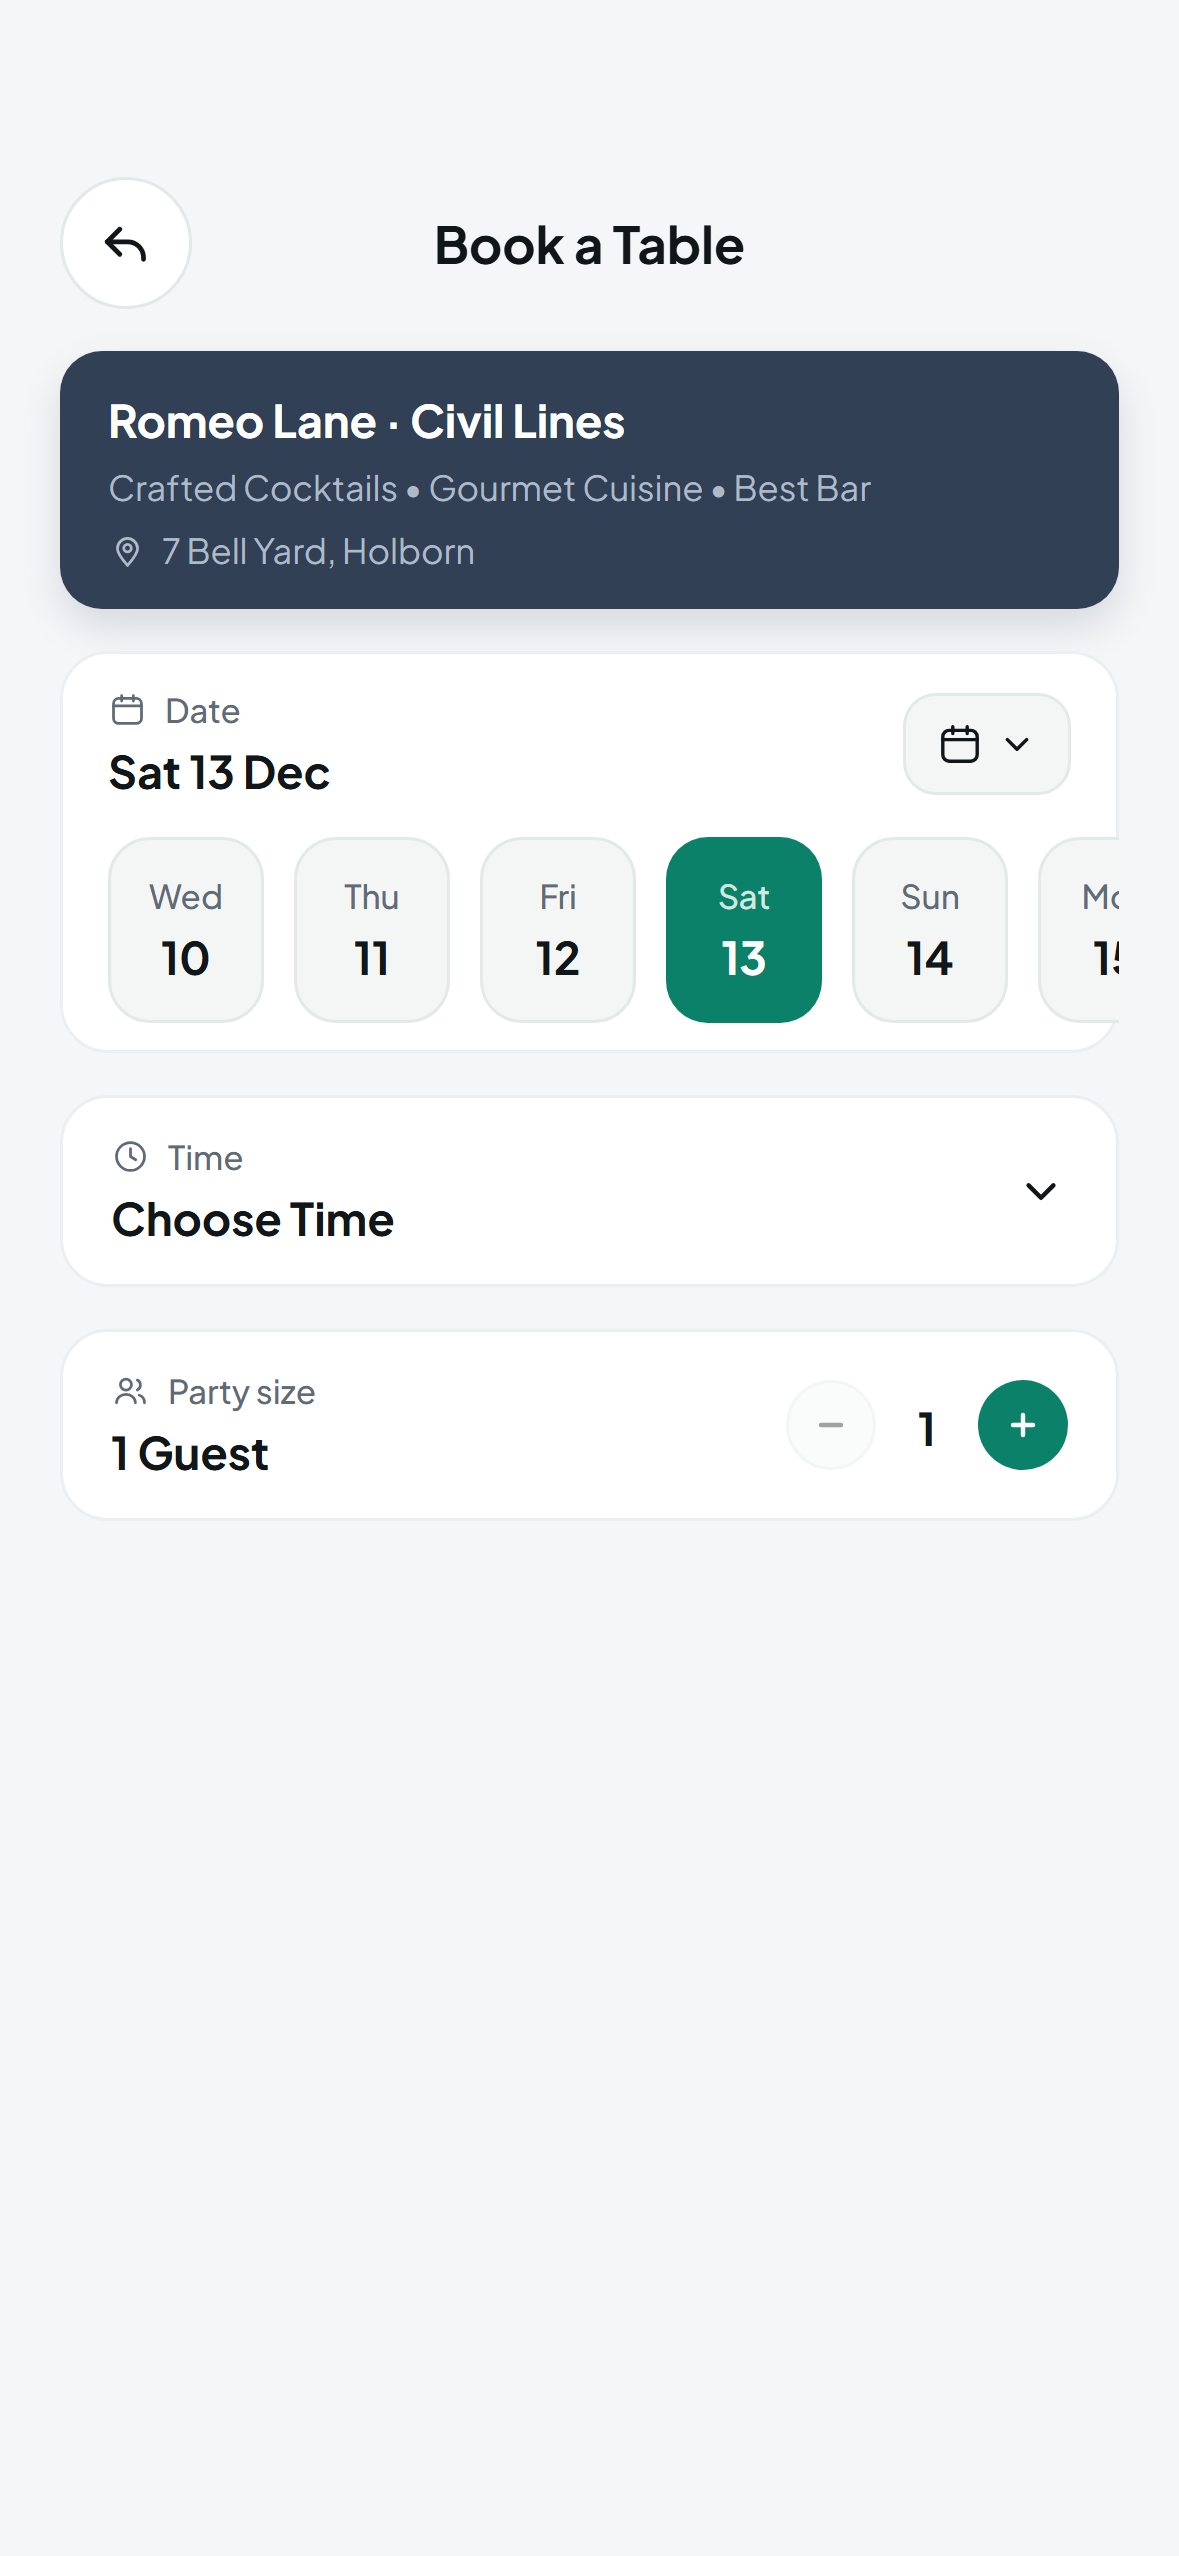 Book a Table
Romeo Lane · Civil Lines
Crafted Cocktails • Gourmet Cuisine • Best Bar
7 Bell Yard, Holborn
Date
Sat 13 Dec
Wed Thu Fri Sat Sun
10 11 12 13 14
Time
Choose Time
Party size
1 Guest
1